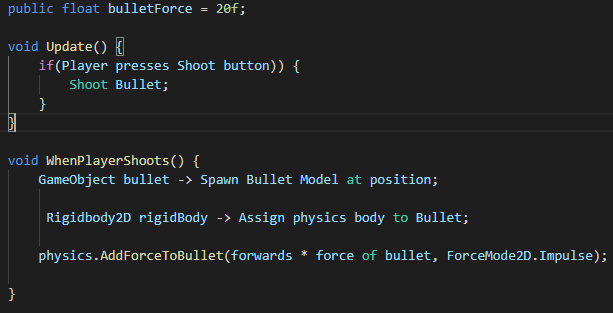 public float bulletForce = 20f;
void Update() {
if(Player presses Shoot button)) {
Shoot Bullet;
}
}
void WhenPlayerShoots() {
GameObject bullet -> Spawn Bullet Model at position;
Rigidbody2D rigidBody -> Assign physics body to Bullet;
physics.AddForceToBullet(forwards * force of bullet, ForceMode2D.Impulse);
}